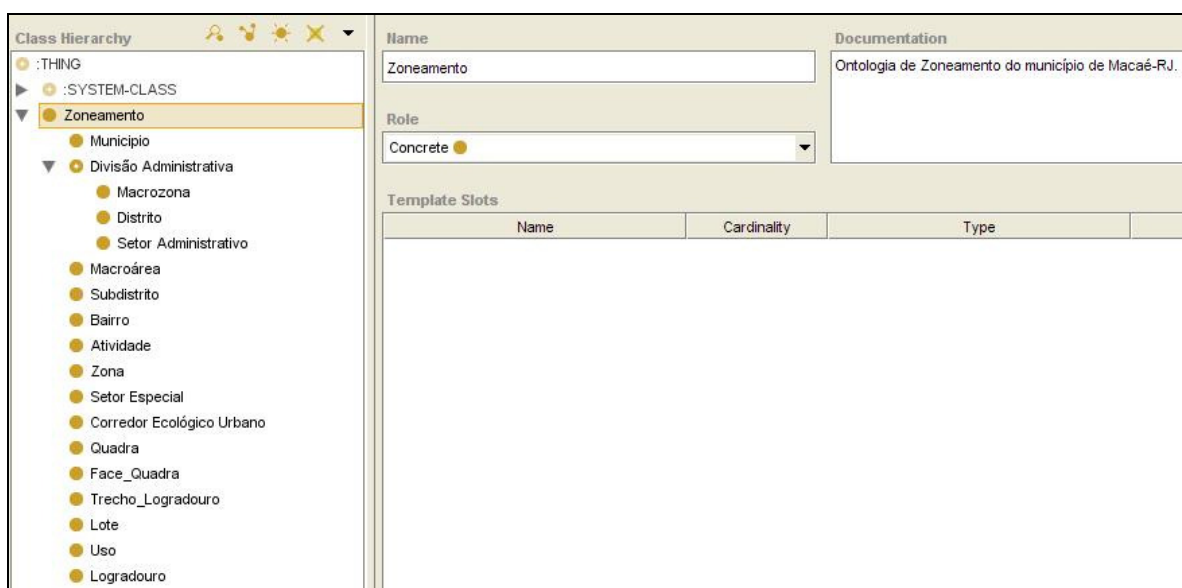 Class Hierarchy
:THING
:SYSTEM-CLASS
Zoneamento
Municipio
Divisão Administrativa
Macrozona
Distrito
Setor Administrativo
Macroárea
Subdistrito
Bairro
Atividade
Zona
Setor Especial
Corredor Ecológico Urbano
Quadra
Face_Quadra
Trecho_Logradouro
Lote
Uso
Logradouro
Name
Zoneamento
Role
Concrete
Documentation
Ontologia de Zoneamento do município de Macaé-RJ.
Template Slots
Name Cardinality Type